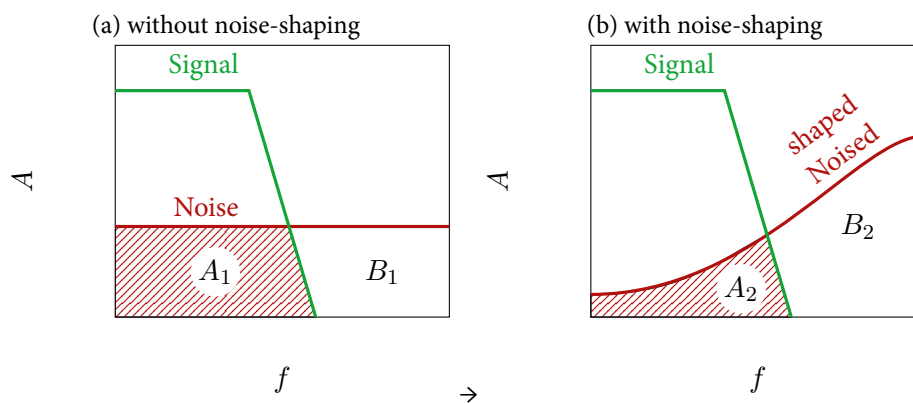 (a) without noise-shaping
Signal
A
Noise
A₁
B₁
f
→
(b) with noise-shaping
Signal
A
shaped
Noised
A₂
B₂
f